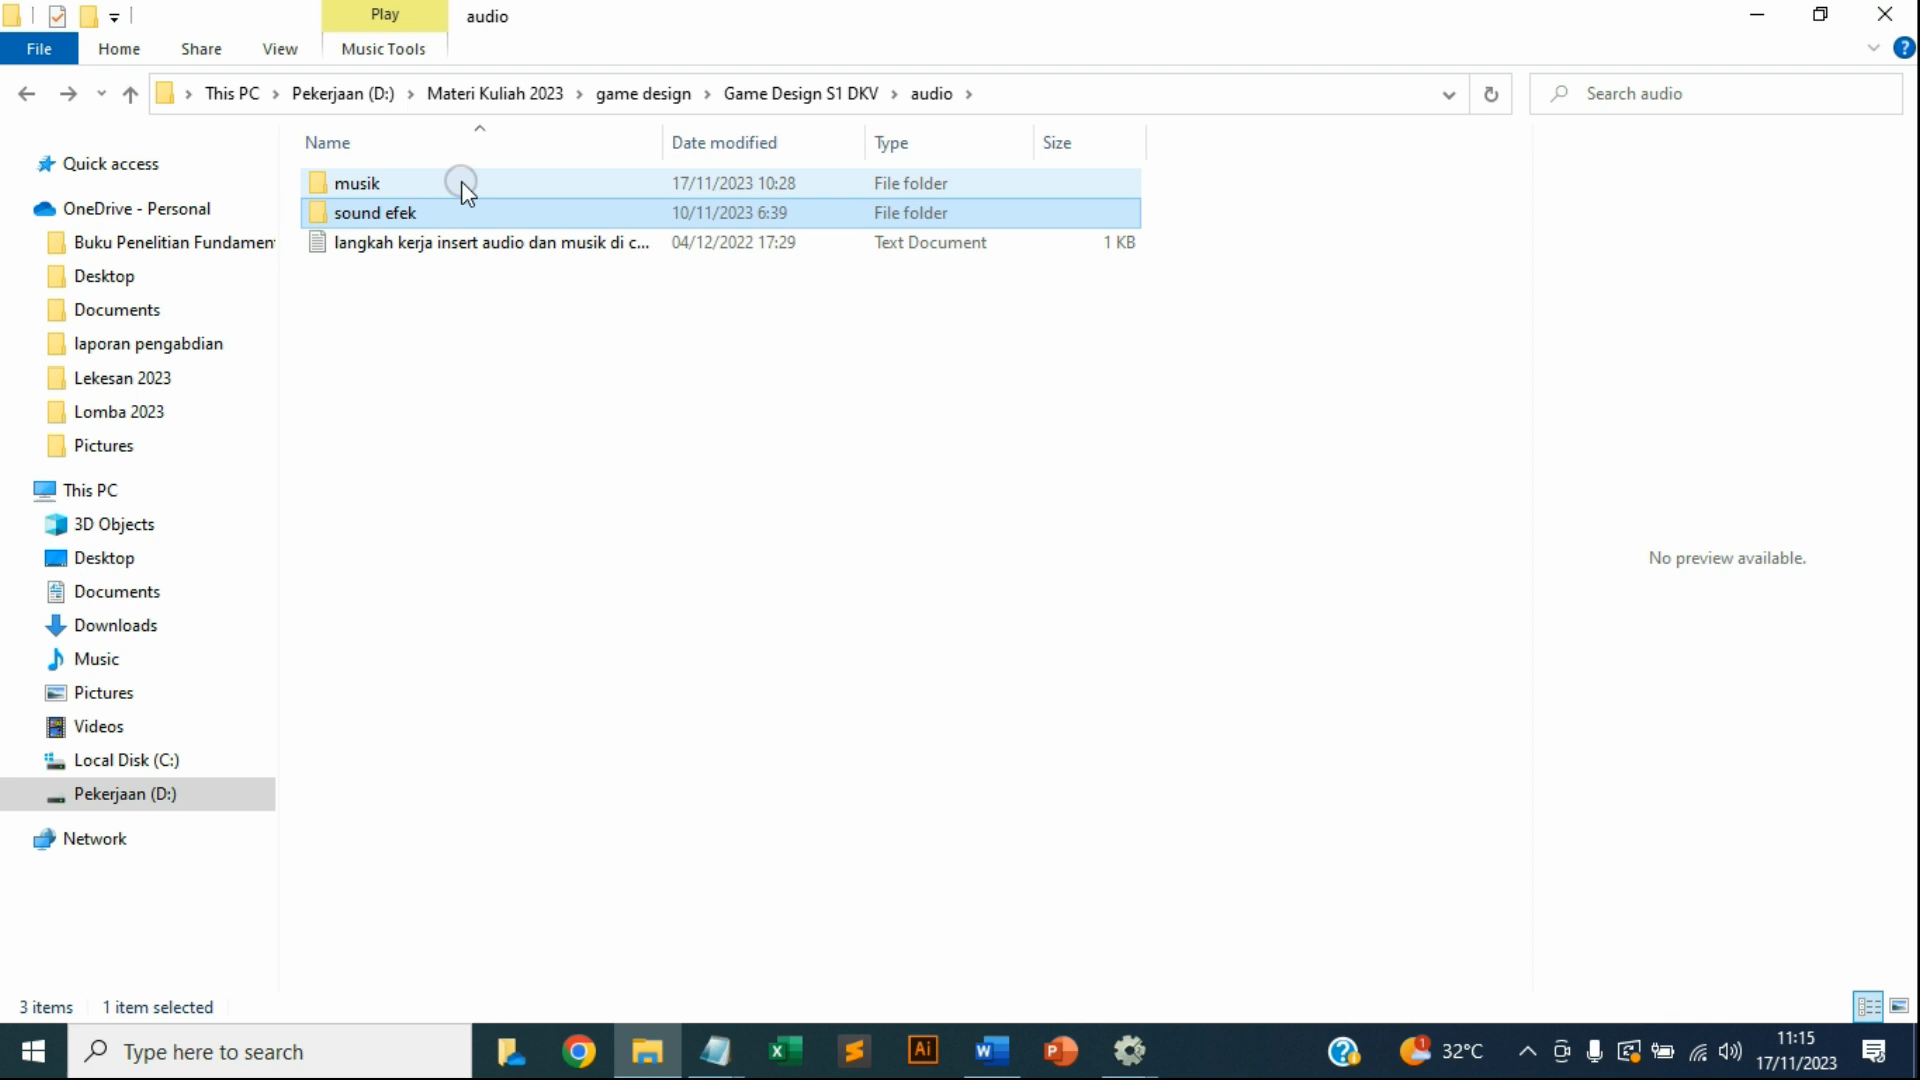 Play
audio
File
Home
Share
View
Music Tools
?
This PC
Pekerjaan (D:)
Materi Kuliah 2023
game design
Game Design S1 DKV
audio
Search audio
Name
Date modified
Type
Size
musik
17/11/2023 10:28
File folder
sound efek
10/11/2023 6:39
File folder
langkah kerja insert audio dan musik di c...
04/12/2022 17:29
Text Document
1 KB
Quick access
OneDrive - Personal
Buku Penelitian Fundamen
Desktop
Documents
laporan pengabdian
Lekesan 2023
Lomba 2023
Pictures
This PC
3D Objects
Desktop
Documents
Downloads
Music
Pictures
Videos
Local Disk (C:)
Pekerjaan (D:)
Network
No preview available.
3 items
1 item selected
Type here to search
X
Ai
W
P
?
1
32°C
11:15
17/11/2023